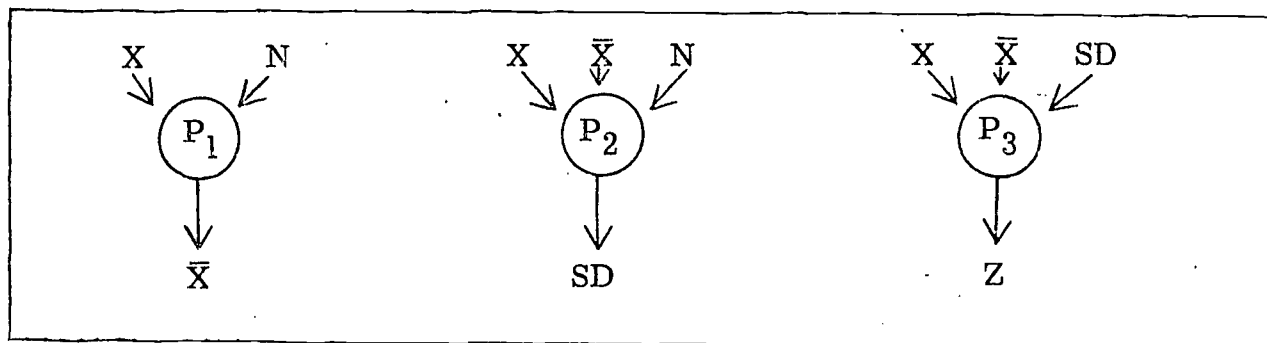 X N X X̄ N X X̄ SD
P₁ P₂ P₃
X̄ SD Z